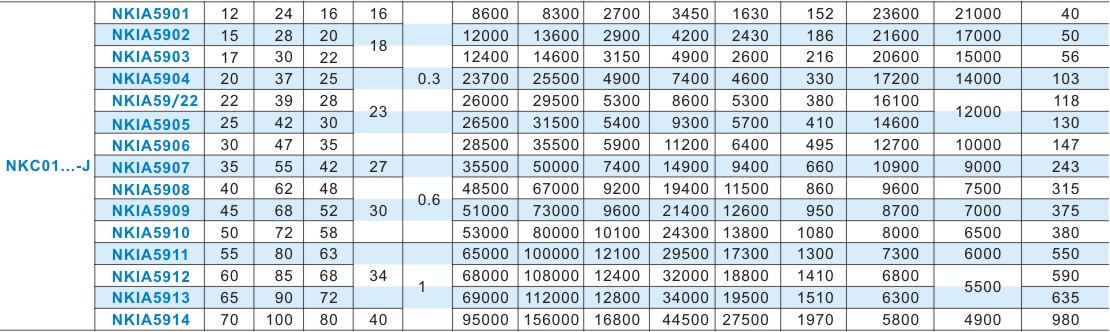 NKIA5901 12 24 16 16 8600 8300 2700 3450 1630 152 23600 21000 40
NKIA5902 15 28 20 18 12000 13600 2900 4200 2430 186 21600 17000 50
NKIA5903 17 30 22 12400 14600 3150 4900 2600 216 20600 15000 56
NKIA5904 20 37 25 0.3 23700 25500 4900 7400 4600 330 17200 14000 103
NKIA59/22 22 39 28 23 26000 29500 5300 8600 5300 380 16100 12000 118
NKIA5905 25 42 30 26500 31500 5400 9300 5700 410 14600 130
NKIA5906 30 47 35 28500 35500 5900 11200 6400 495 12700 10000 147
NKC01...-J NKIA5907 35 55 42 27 35500 50000 7400 14900 9400 660 10900 9000 243
NKIA5908 40 62 48 0.6 48500 67000 9200 19400 11500 860 9600 7500 315
NKIA5909 45 68 52 30 51000 73000 9600 21400 12600 950 8700 7000 375
NKIA5910 50 72 58 53000 80000 10100 24300 13800 1080 8000 6500 380
NKIA5911 55 80 63 65000 100000 12100 29500 17300 1300 7300 6000 550
NKIA5912 60 85 68 34 1 68000 108000 12400 32000 18800 1410 6800 5500 590
NKIA5913 65 90 72 69000 112000 12800 34000 19500 1510 6300 635
NKIA5914 70 100 80 40 95000 156000 16800 44500 27500 1970 5800 4900 980